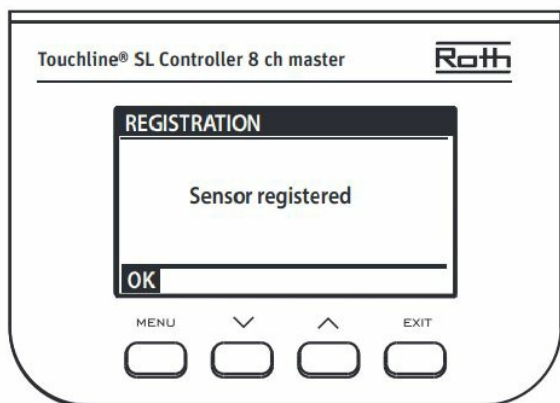 Touchline® SL Controller 8 ch master
Roth
REGISTRATION
Sensor registered
OK
MENU
EXIT